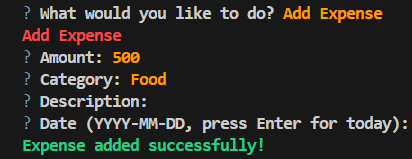 ? What would you like to do? Add Expense
Add Expense
? Amount: 500
? Category: Food
? Description:
? Date (YYYY-MM-DD, press Enter for today):
Expense added successfully!